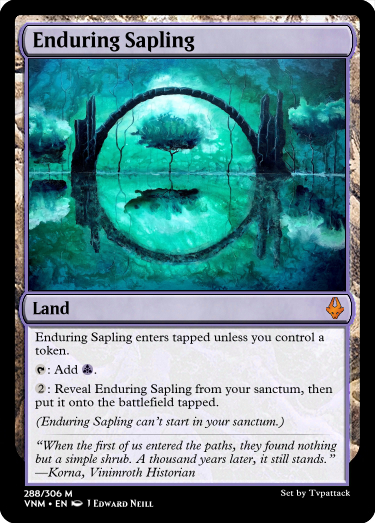 Enduring Sapling
Land
Enduring Sapling enters tapped unless you control a
token.
: Add .
2: Reveal Enduring Sapling from your sanctum, then
put it onto the battlefield tapped.
(Enduring Sapling can't start in your sanctum.)
“When the first of us entered the paths, they found nothing
but a simple shrub. A thousand years later, it still stands.”
—Korna, Vinimroth Historian
288/306 M
Set by Tvpattack
VNM • EN J Edward Neill